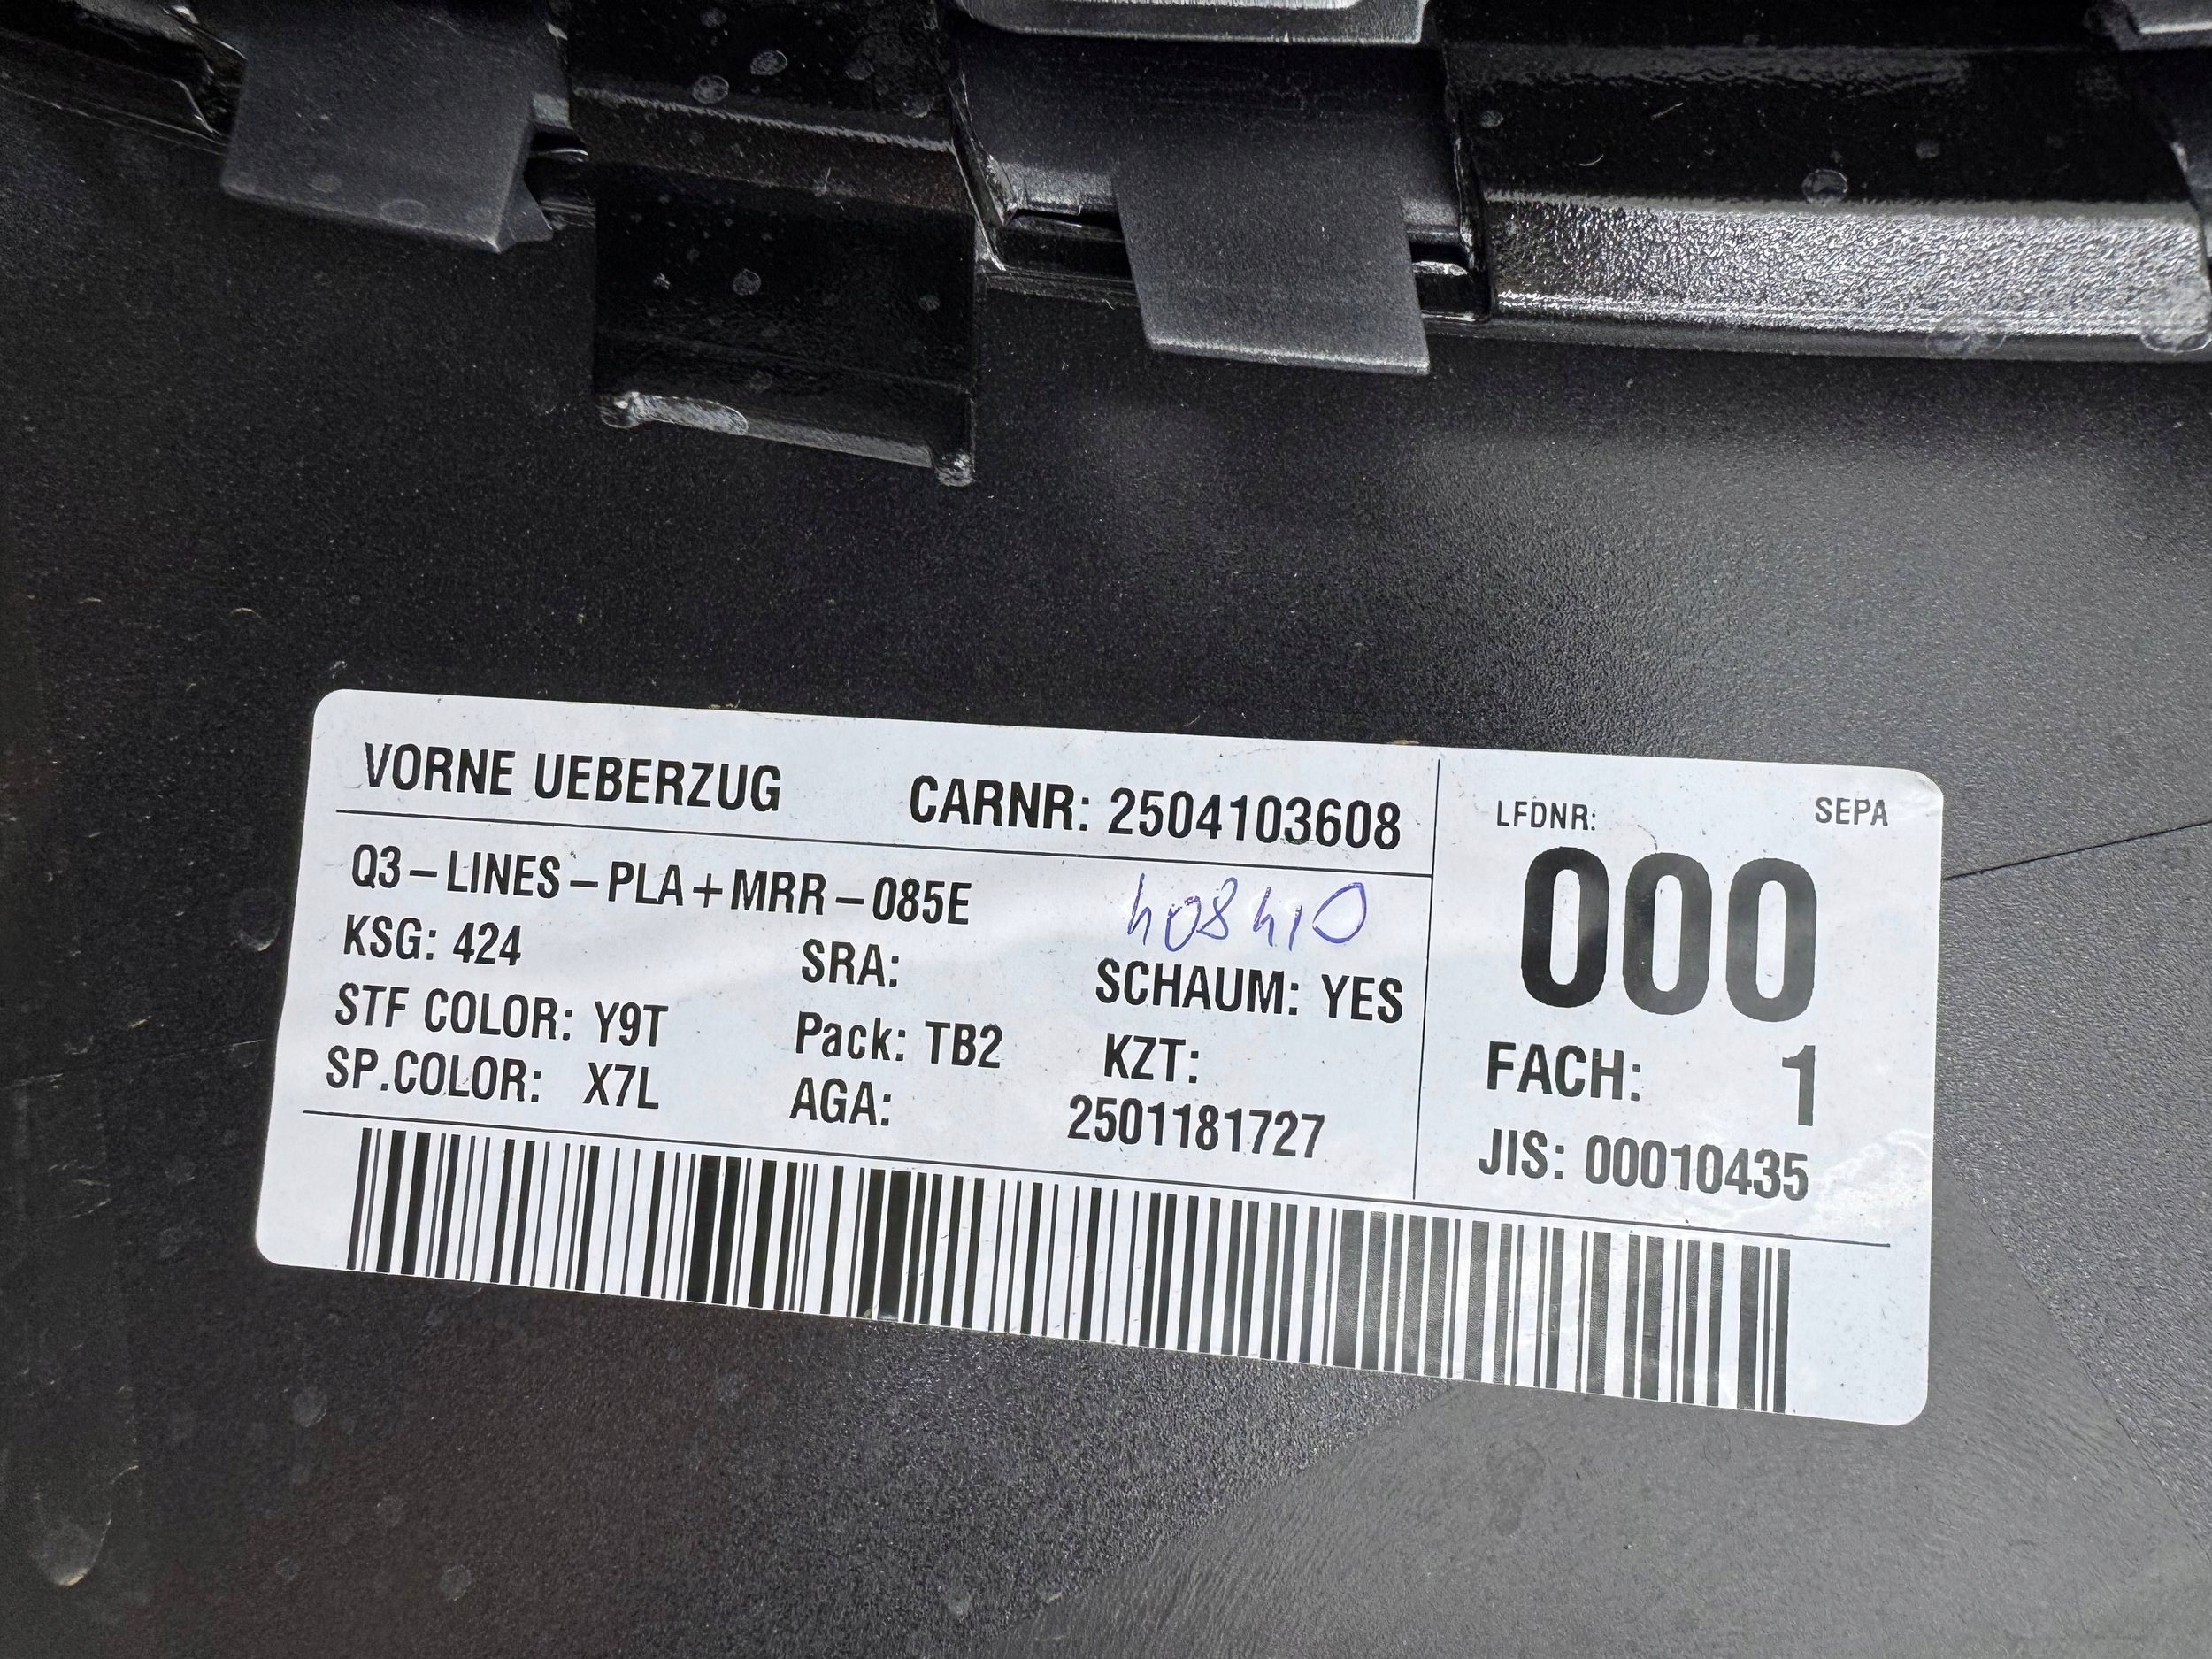 VORNE UEBERZUG CARNR: 2504103608
Q3-LINES-PLA+MRR-085E
408410
KSG: 424 SRA: SCHAUM: YES
STF COLOR: Y9T Pack: TB2 KZT:
SP.COLOR: X7L AGA: 2501181727
LFDNR: SEPA
000
FACH: 1
JIS: 00010435